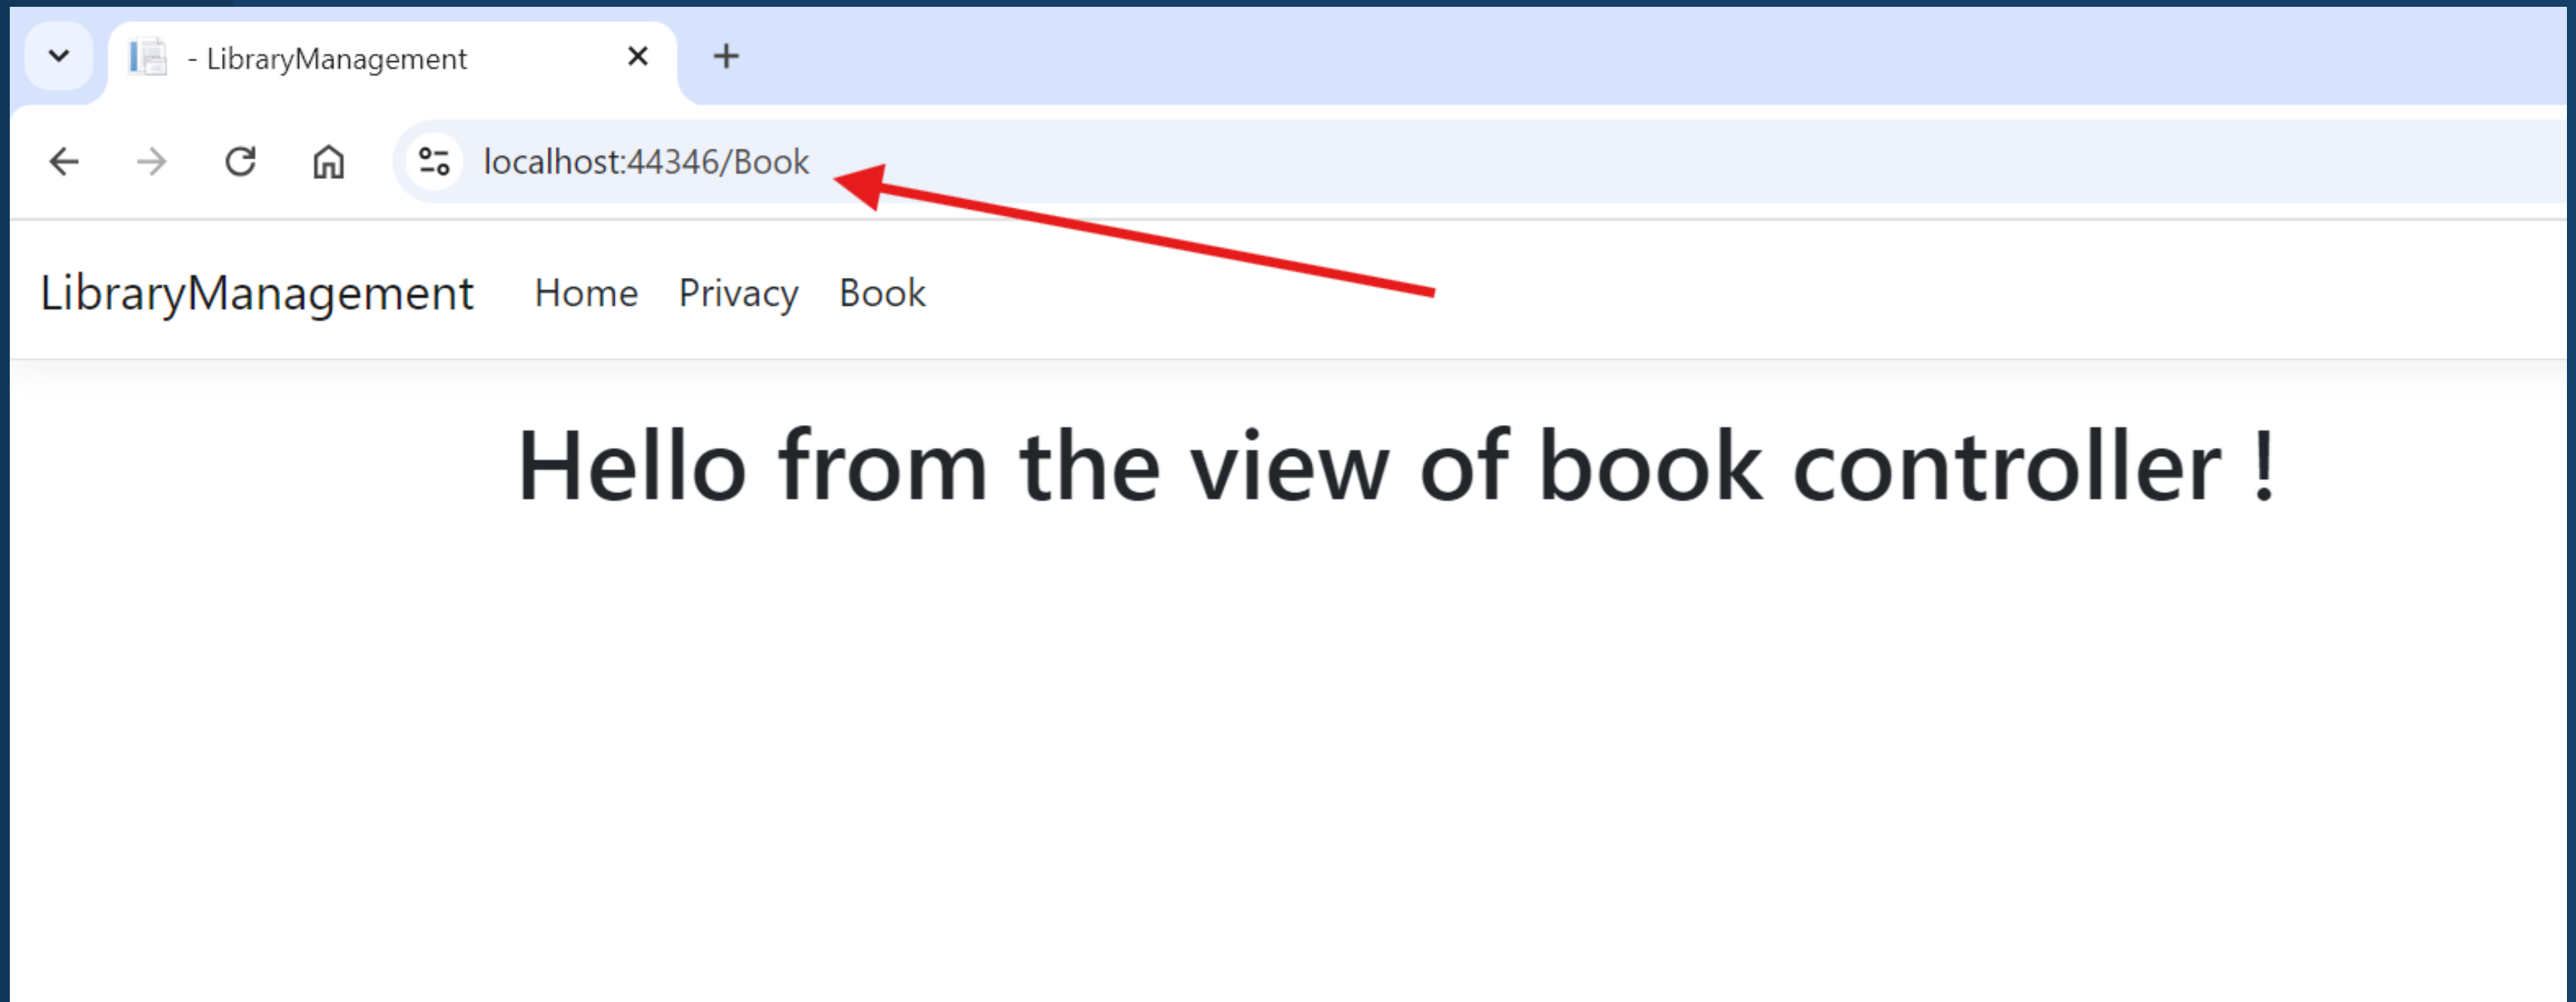 - LibraryManagement
localhost:44346/Book
LibraryManagement Home Privacy Book
Hello from the view of book controller !